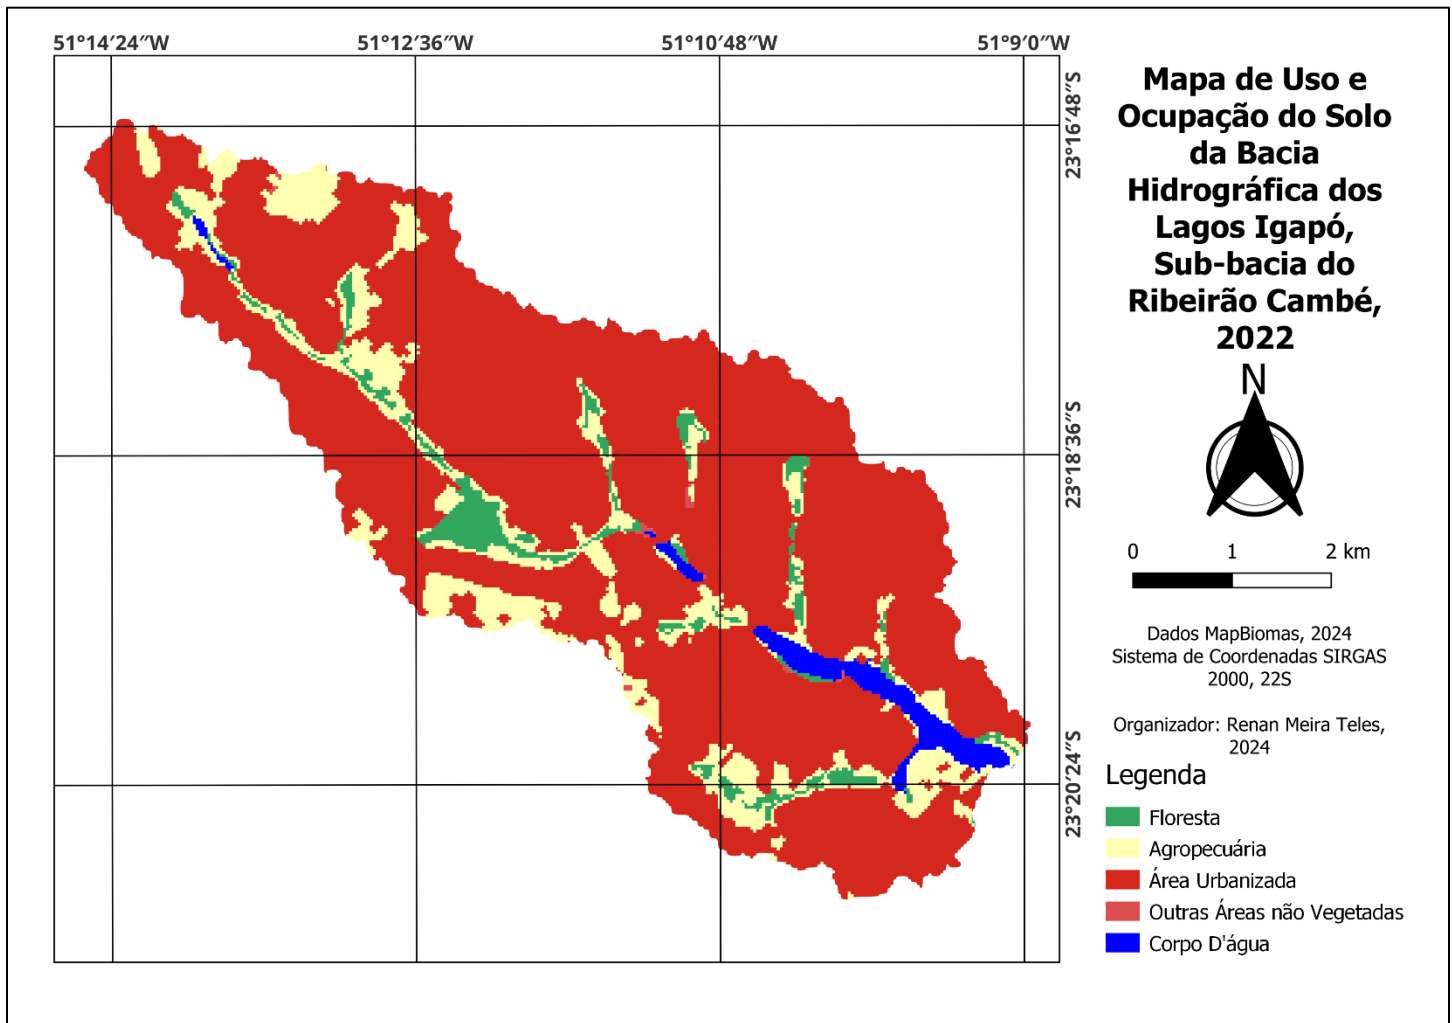 51°14′24″W
51°12′36″W
51°10′48″W
51°9′0″W
23°16′48″S
23°18′36″S
23°20′24″S
Mapa de Uso e
Ocupação do Solo
da Bacia
Hidrográfica dos
Lagos Igapó,
Sub-bacia do
Ribeirão Cambé,
2022
N
0 1 2 km
Dados MapBiomas, 2024
Sistema de Coordenadas SIRGAS
2000, 22S
Organizador: Renan Meira Teles,
2024
Legenda
Floresta
Agropecuária
Área Urbanizada
Outras Áreas não Vegetadas
Corpo D'água